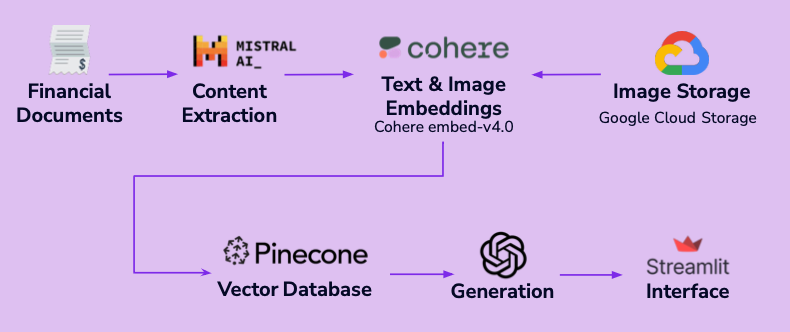 $
MISTRAL
AI_
Financial
Documents
Content
Extraction
cohere
Text & Image
Embeddings
Cohere embed-v4.0
Image Storage
Google Cloud Storage
Pinecone
Vector Database
Generation
Streamlit
Interface